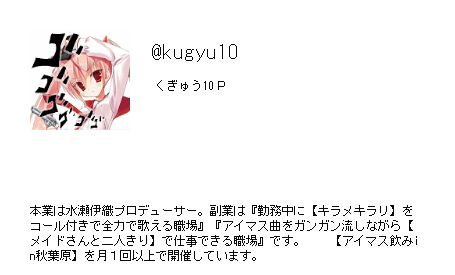 ゴゴゴゴゴ
@kugyu10
くぎゅう10Ｐ
本業は水瀬伊織プロデューサー。副業は『勤務中に【キラメキラリ】を
コール付きで全力で歌える職場』『アイマス曲をガンガン流しながら【
メイドさんと二人きり】で仕事できる職場』です。　　【アイマス飲みi
n秋葉原】を月１回以上で開催しています。